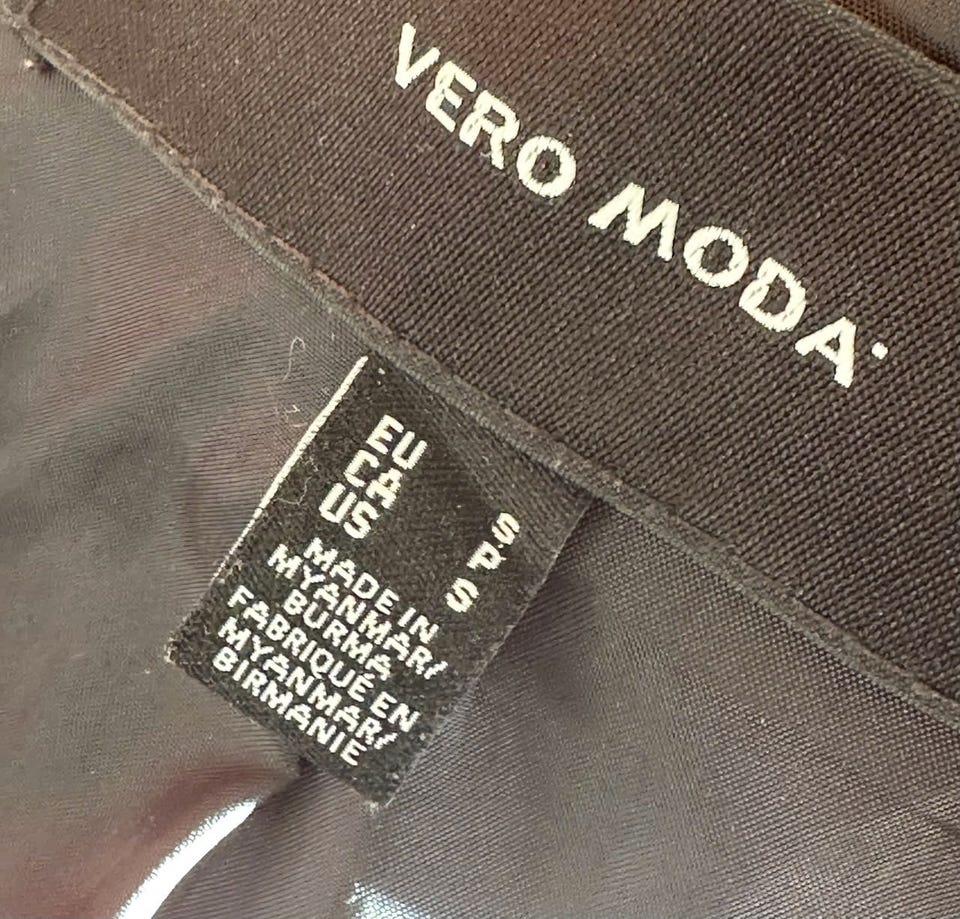 VERO MODA
EU S
CA P
US S
MADE IN
MYANMAR/
BURMA
FABRIQUÉ EN
MYANMAR/
BIRMANIE